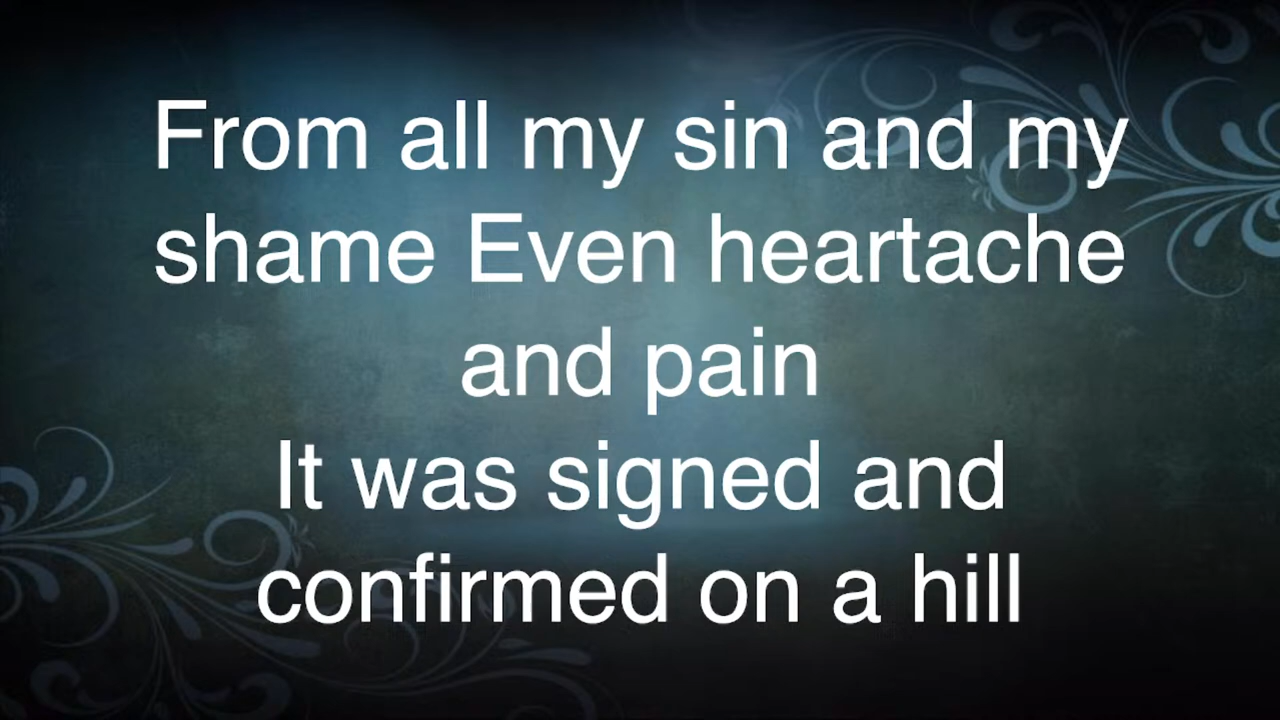 From all my sin and my
shame Even heartache
and pain
It was signed and
confirmed on a hill